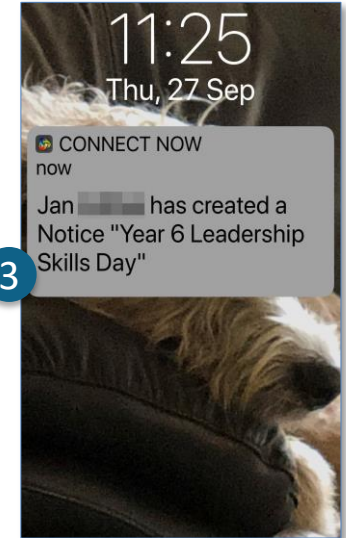 11:25
Thu, 27 Sep
CONNECT NOW
now
Jan has created a
Notice "Year 6 Leadership
Skills Day"
3